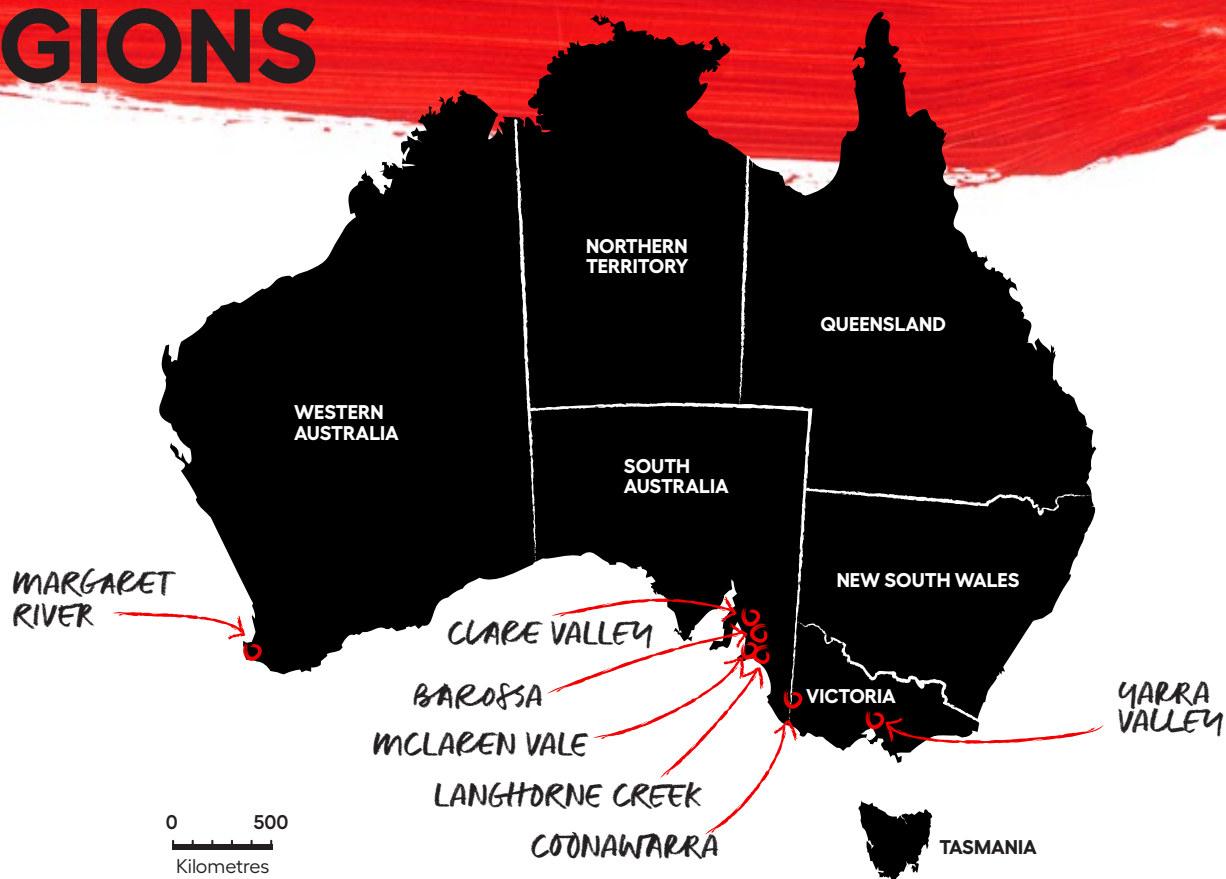 GIONS
NORTHERN
TERRITORY
QUEENSLAND
WESTERN
AUSTRALIA
SOUTH
AUSTRALIA
MARGARET
RIVER
NEW SOUTH WALES
CLARE VALLEY
BAROSSA
VICTORIA
YARRA
VALLEY
MCLAREN VALE
LANGHORNE CREEK
COONAWARRA
0 500
Kilometres
TASMANIA